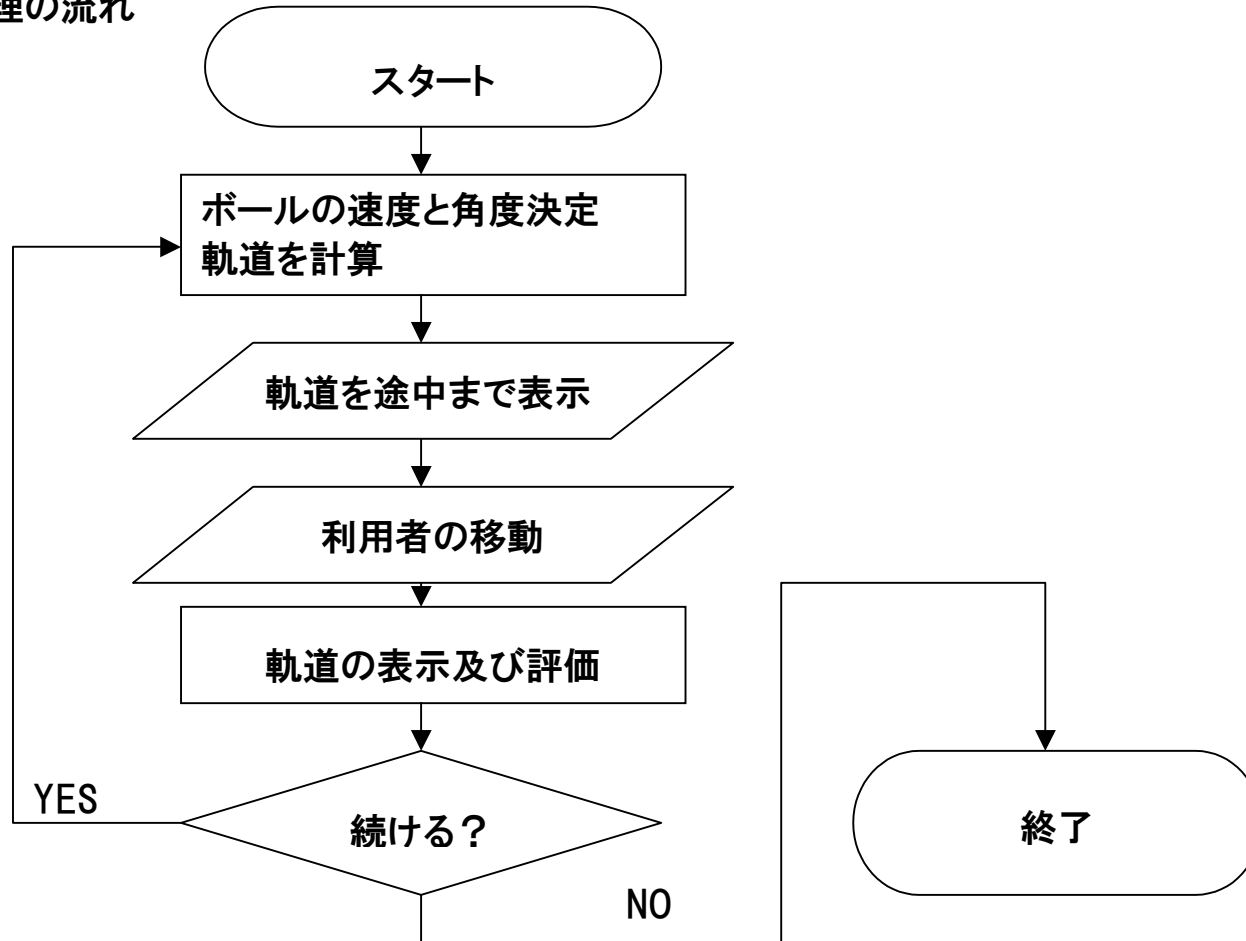 理の流れ
スタート
ボールの速度と角度決定
軌道を計算
軌道を途中まで表示
利用者の移動
軌道の表示及び評価
YES
続ける？
終了
NO